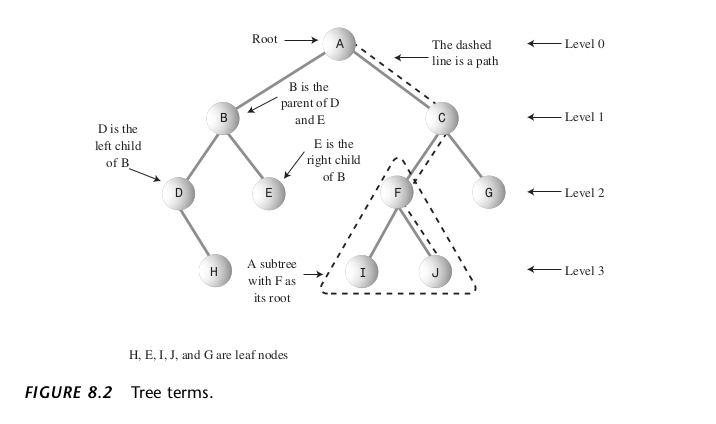 Root
A
The dashed
line is a path
Level 0
B is the
parent of D
and E
B
C
Level 1
D is the
left child
of B
E is the
right child
of B
D
E
F
G
Level 2
H
A subtree
with F as
its root
I
J
Level 3
H, E, I, J, and G are leaf nodes
FIGURE 8.2 Tree terms.